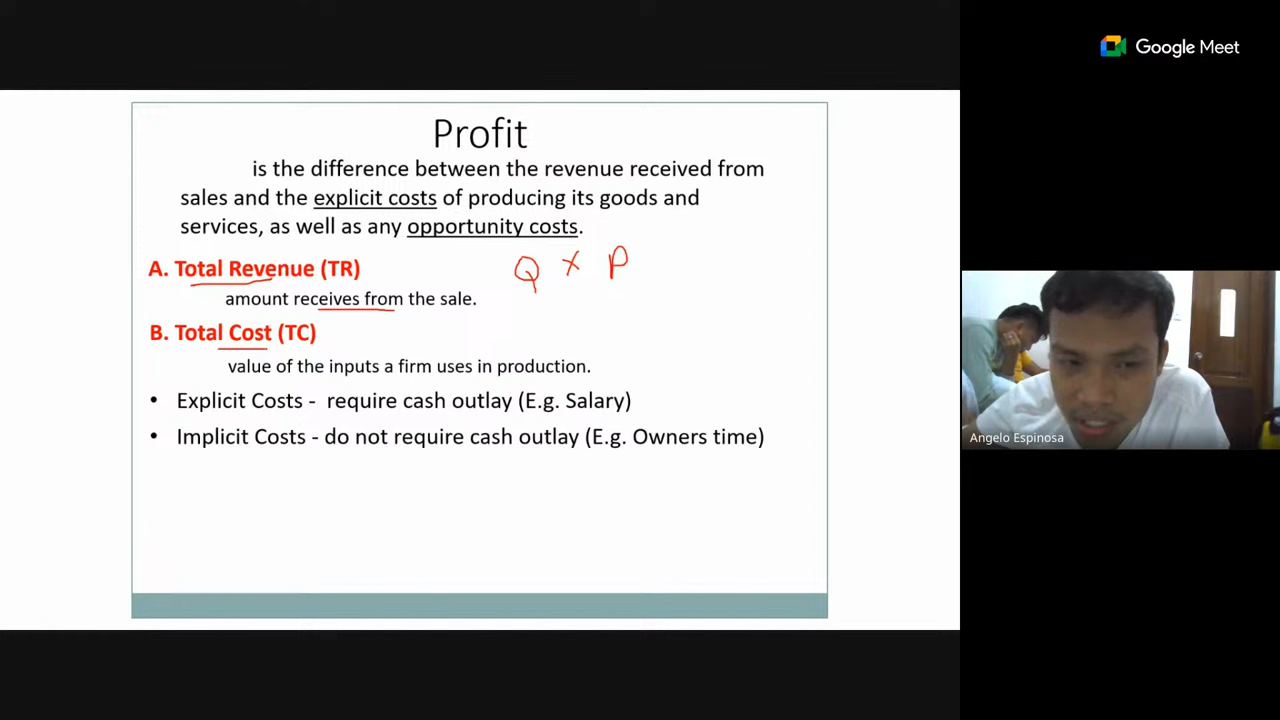 Google Meet
Profit
is the difference between the revenue received from
sales and the explicit costs of producing its goods and
services, as well as any opportunity costs.
A. Total Revenue (TR)
Q x P
amount receives from the sale.
B. Total Cost (TC)
value of the inputs a firm uses in production.
• Explicit Costs - require cash outlay (E.g. Salary)
• Implicit Costs - do not require cash outlay (E.g. Owners time)
Angelo Espinosa